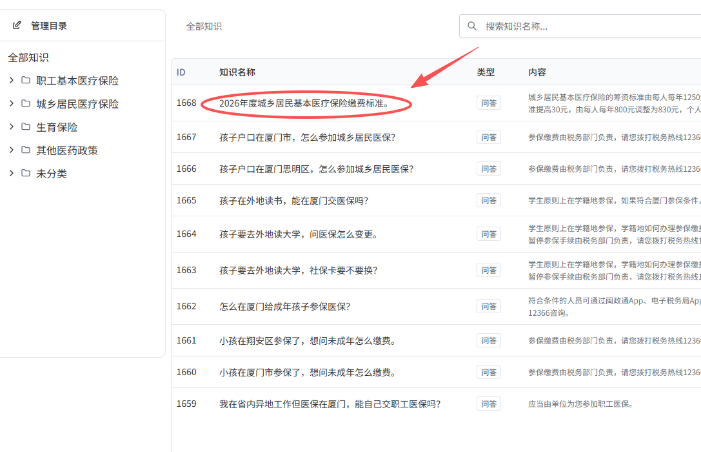 管理目录
全部知识
职工基本医疗保险
城乡居民医疗保险
生育保险
其他医药政策
未分类
全部知识
搜索知识名称...
ID 知识名称 类型 内容
1668 2026年度城乡居民基本医疗保险缴费标准。 问答 城乡居民基本医疗保险的筹资标准由每人每年1250
准提高30元，由每人每年800元调整为830元，个人
1667 孩子户口在厦门市，怎么参加城乡居民医保？ 问答 参保缴费由税务部门负责，请您拨打税务热线12366
1666 孩子户口在厦门思明区，怎么参加城乡居民医保？ 问答 参保缴费由税务部门负责，请您拨打税务热线12366
1665 孩子在外地读书，能在厦门交医保吗？ 问答 学生原则上在学籍地参保，如果符合厦门参保条件，
1664 孩子要去外地读大学，问医保怎么变更。 问答 学生原则上在学籍地参保，学籍地如何办理参保缴
暂停参保手续由税务部门负责，请您拨打税务热线1
1663 孩子要去外地读大学，社保卡要不要换？ 问答 学生原则上在学籍地参保，学籍地如何办理参保缴
暂停参保手续由税务部门负责，请您拨打税务热线1
1662 怎么在厦门给成年孩子参保医保？ 问答 符合条件的人员可通过闽政通App、电子税务局App
12366咨询。
1661 小孩在翔安区参保了，想问未成年怎么缴费。 问答 参保缴费由税务部门负责，请您拨打税务热线12366
1660 小孩在厦门市参保了，想问未成年怎么缴费。 问答 参保缴费由税务部门负责，请您拨打税务热线12366
1659 我在省内异地工作但医保在厦门，能自己交职工医保吗？ 问答 应当由单位为您参加职工医保。